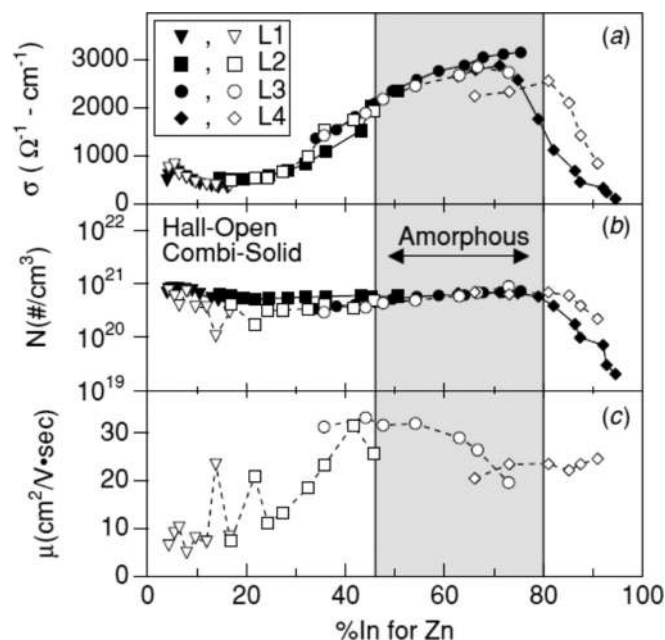 (a)
▼ , ▽ L1
■ , □ L2
● , ○ L3
◆ , ◇ L4
3000
2000
1000
0
σ ( Ω⁻¹ - cm⁻¹)
(b)
Hall-Open
Combi-Solid
Amorphous
10²²
10²¹
10²⁰
10¹⁹
N(#/cm³)
(c)
30
20
10
0
μ(cm²/V•sec)
0 20 40 60 80 100
%In for Zn